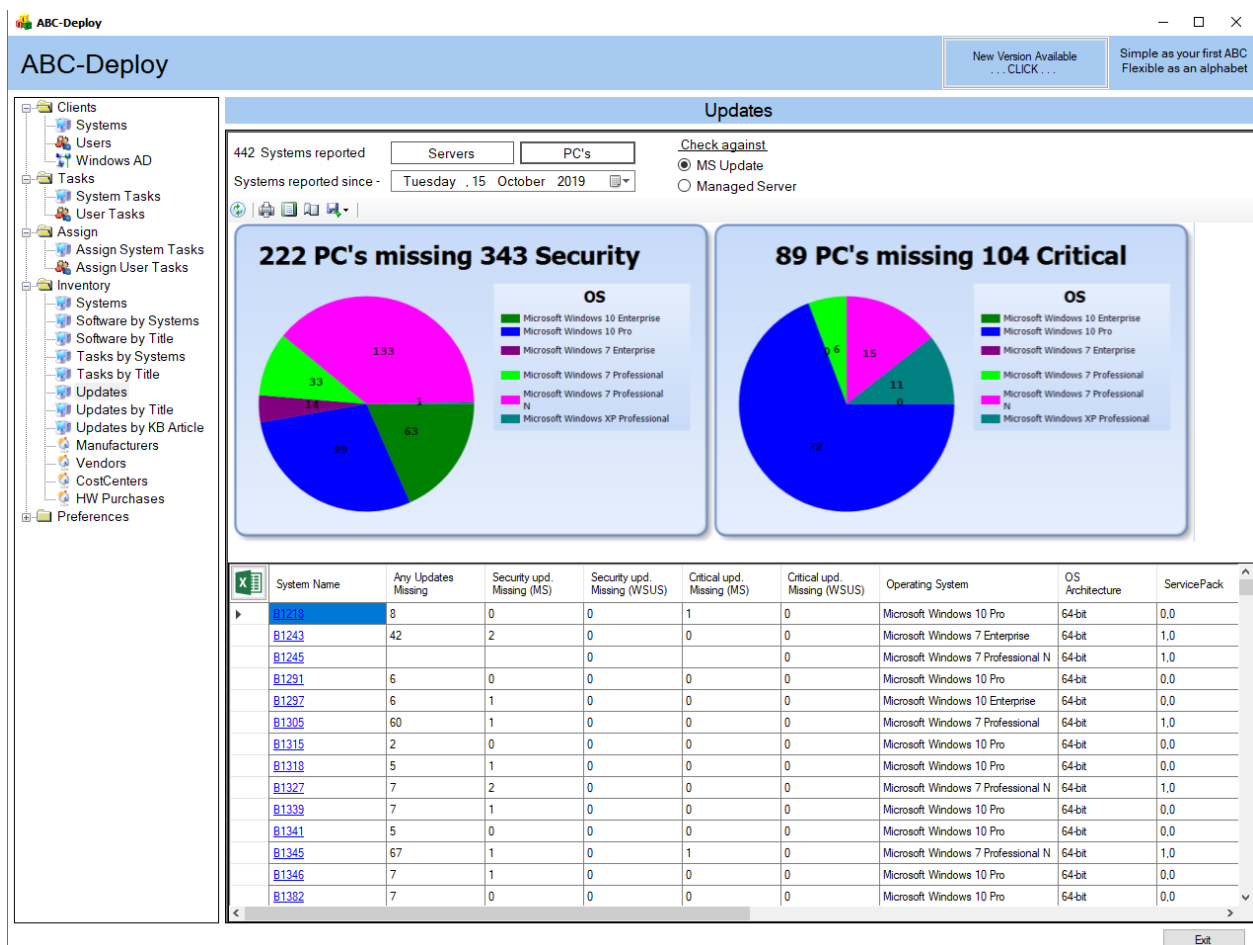 ABC-Deploy
ABC-Deploy
New Version Available
. . . CLICK . . .
Simple as your first ABC
Flexible as an alphabet
Clients
Systems
Users
Windows AD
Tasks
System Tasks
User Tasks
Assign
Assign System Tasks
Assign User Tasks
Inventory
Systems
Software by Systems
Software by Title
Tasks by Systems
Tasks by Title
Updates
Updates by Title
Updates by KB Article
Manufacturers
Vendors
CostCenters
HW Purchases
Preferences
Updates
442 Systems reported Servers PC's
Systems reported since - Tuesday , 15 October 2019
Check against
MS Update
Managed Server
222 PC's missing 343 Security
133
33
1
14
63
99
OS
Microsoft Windows 10 Enterprise
Microsoft Windows 10 Pro
Microsoft Windows 7 Enterprise
Microsoft Windows 7 Professional
Microsoft Windows 7 Professional
N
Microsoft Windows XP Professional
89 PC's missing 104 Critical
0 6 15
11
0
72
OS
Microsoft Windows 10 Enterprise
Microsoft Windows 10 Pro
Microsoft Windows 7 Enterprise
Microsoft Windows 7 Professional
Microsoft Windows 7 Professional
N
Microsoft Windows XP Professional
System Name Any Updates Missing Security upd. Missing (MS) Security upd. Missing (WSUS) Critical upd. Missing (MS) Critical upd. Missing (WSUS) Operating System OS Architecture ServicePack
B1218 8 0 0 1 0 Microsoft Windows 10 Pro 64-bit 0,0
B1243 42 2 0 0 0 Microsoft Windows 7 Enterprise 64-bit 1,0
B1245 0 0 Microsoft Windows 7 Professional N 64-bit 1,0
B1291 6 0 0 0 0 Microsoft Windows 10 Pro 64-bit 0,0
B1297 6 1 0 0 0 Microsoft Windows 10 Enterprise 64-bit 0,0
B1305 60 1 0 0 0 Microsoft Windows 7 Professional 64-bit 1,0
B1315 2 0 0 0 0 Microsoft Windows 10 Pro 64-bit 0,0
B1318 5 1 0 0 0 Microsoft Windows 10 Pro 64-bit 0,0
B1327 7 2 0 0 0 Microsoft Windows 7 Professional N 64-bit 1,0
B1339 7 1 0 0 0 Microsoft Windows 10 Pro 64-bit 0,0
B1341 5 0 0 0 0 Microsoft Windows 10 Pro 64-bit 0,0
B1345 67 1 0 1 0 Microsoft Windows 7 Professional N 64-bit 1,0
B1346 7 1 0 0 0 Microsoft Windows 10 Pro 64-bit 0,0
B1382 7 0 0 0 0 Microsoft Windows 10 Pro 64-bit 0,0
Exit